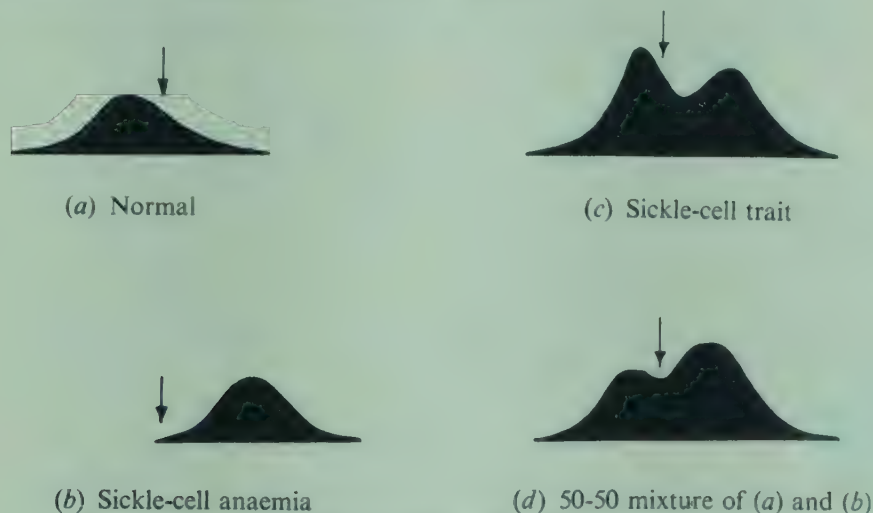 (a) Normal
(c) Sickle-cell trait
(b) Sickle-cell anaemia
(d) 50-50 mixture of (a) and (b)